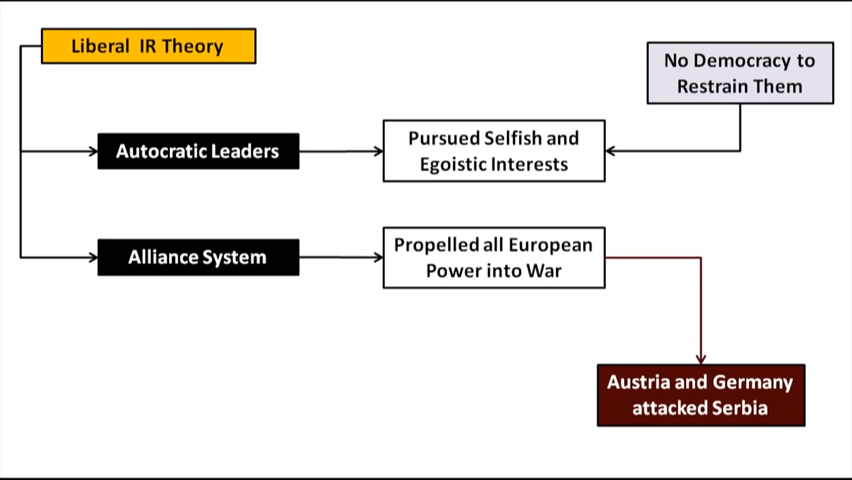 Liberal IR Theory
No Democracy to
Restrain Them
Autocratic Leaders
Pursued Selfish and
Egoistic Interests
Alliance System
Propelled all European
Power into War
Austria and Germany
attacked Serbia